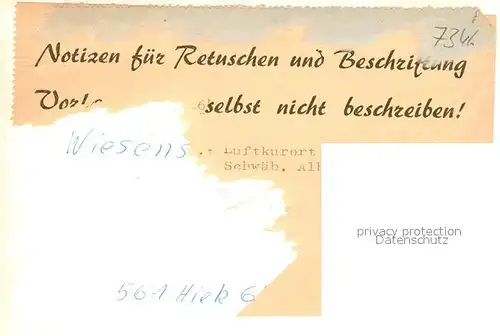 734
Notizen für Retuschen und Beschriftung
selbst nicht beschreiben!
Wiesens Luftkurort
Schwäb. Alb
privacy protection
Datenschutz
561 Hiek 6